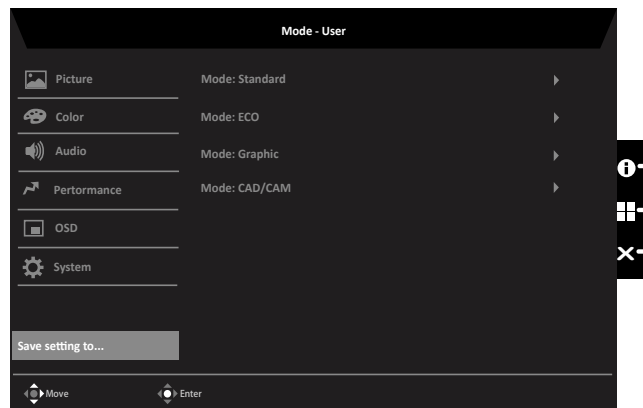 Mode - User
Picture
Mode: Standard
Color
Mode: ECO
Audio
Mode: Graphic
Pertormance
Mode: CAD/CAM
OSD
System
Save setting to...
Move
Enter